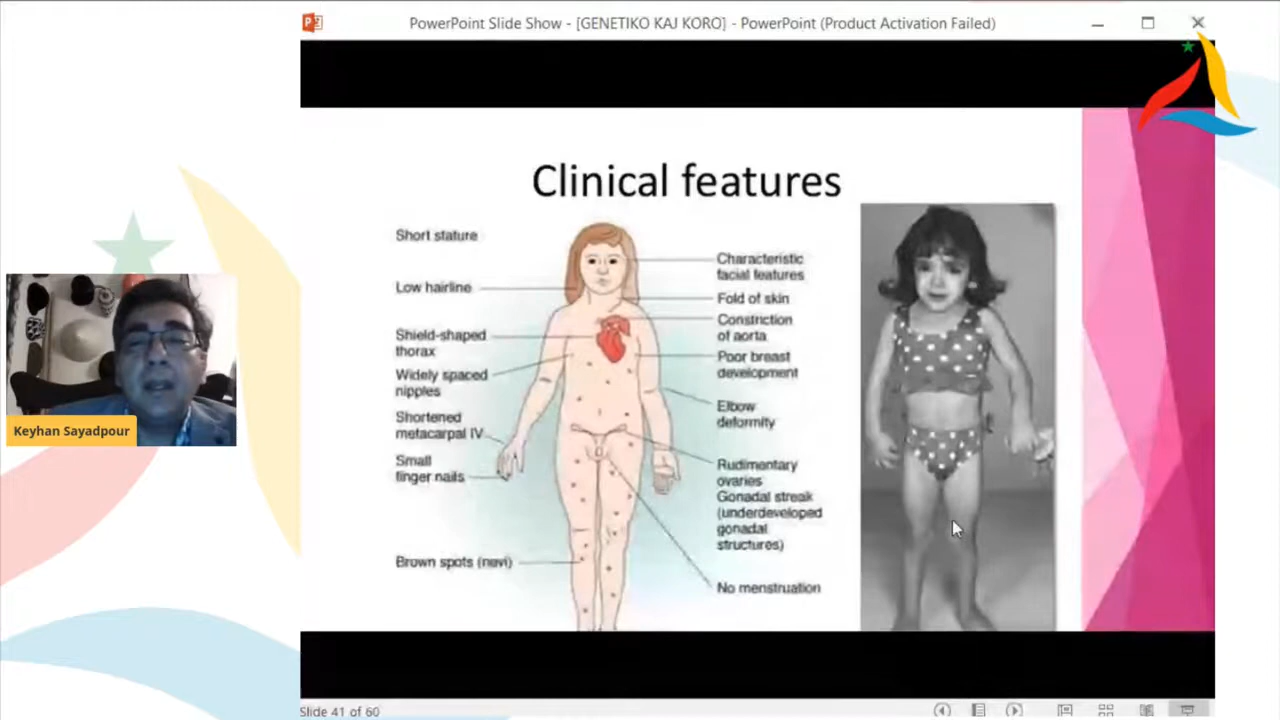 PowerPoint Slide Show - [GENETIKO KAJ KORO] - PowerPoint (Product Activation Failed)
Clinical features
Short stature
Low hairline
Shield-shaped
thorax
Widely spaced
nipples
Shortened
metacarpal IV
Small
finger nails
Brown spots (nevi)
Characteristic
facial features
Fold of skin
Constriction
of aorta
Poor breast
development
Elbow
deformity
Rudimentary
ovaries
Gonadal streak
(underdeveloped
gonadal
structures)
No menstruation
Keyhan Sayadpour
Slide 41 of 60